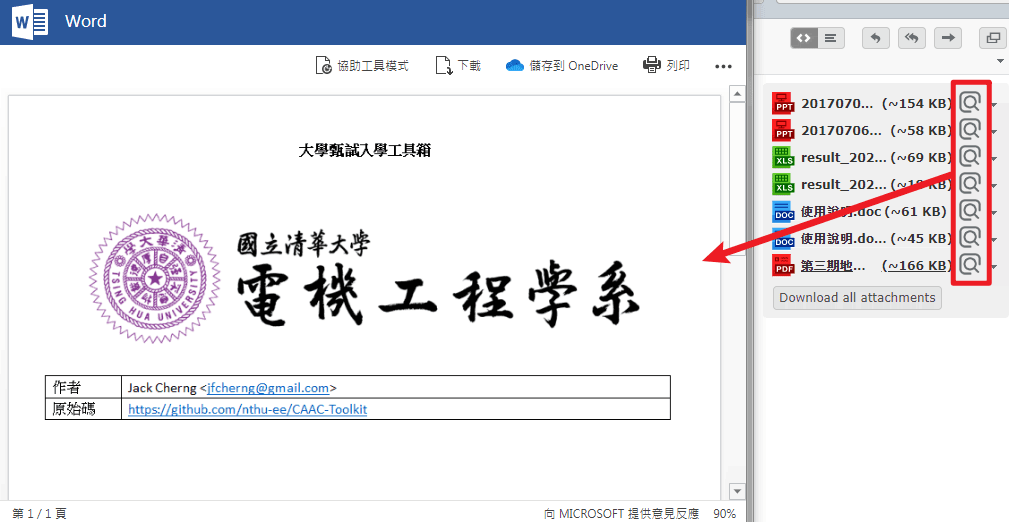 Word
協助工具模式 下載 儲存到 OneDrive 列印
大學甄試入學工具箱
國立清華大學
電機工程學系
TSING HUA UNIVERSITY
作者 Jack Cherng <jfcherng@gmail.com>
原始碼 https://github.com/nthu-ee/CAAC-Toolkit
第 1 / 1 頁 向 MICROSOFT 提供意見反應 90%
PPT 2017070... (~154 KB)
PPT 20170706... (~58 KB)
XLS result_202... (~69 KB)
XLS result_202...
DOC 使用說明.doc (~61 KB)
DOC 使用說明.do... (~45 KB)
PDF 第三期地... (~166 KB)
Download all attachments